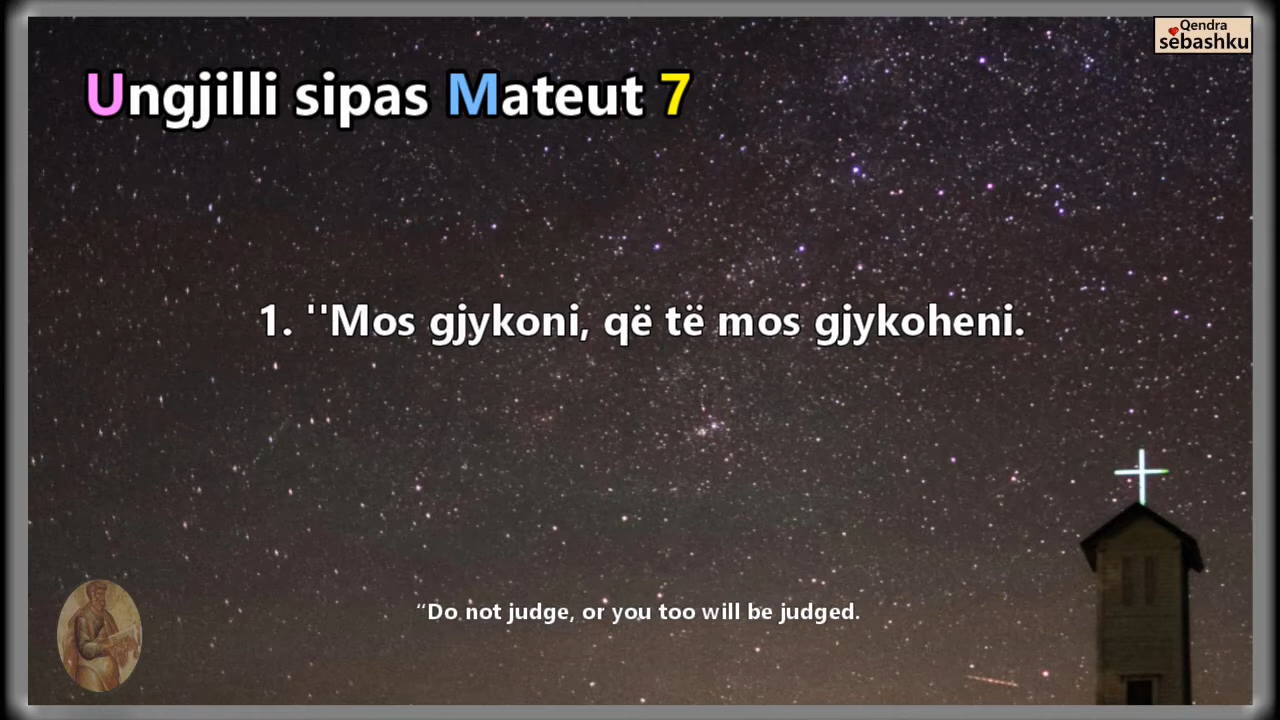 Qendra
sebashku
Ungjilli sipas Mateut 7
1. ''Mos gjykoni, që të mos gjykoheni.
“Do not judge, or you too will be judged.